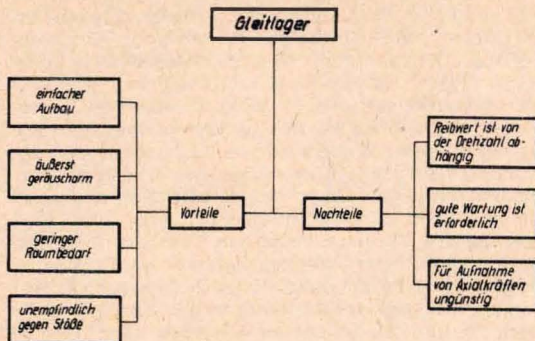 Gleitlager
einfacher
Aufbau
äußerst
geräuscharm
geringer
Raumbedarf
unempfindlich
gegen Stöße
Vorteile
Nachteile
Reibwert ist von
der Drehzahl ab-
hängig
gute Wartung ist
erforderlich
Für Aufnahme
von Axialkräften
ungünstig